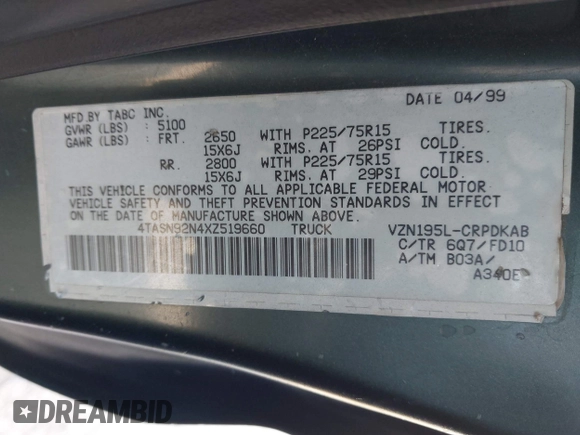 DATE 04/99
MFD.BY TABC INC.
GVWR (LBS) : 5100
GAWR (LBS) : FRT. 2650 WITH P225/75R15 TIRES.
15X6J RIMS. AT 26PSI COLD.
RR. 2800 WITH P225/75R15 TIRES.
15X6J RIMS. AT 29PSI COLD.
THIS VEHICLE CONFORMS TO ALL APPLICABLE FEDERAL MOTOR
VEHICLE SAFETY AND THEFT PREVENTION STANDARDS IN EFFECT
ON THE DATE OF MANUFACTURE SHOWN ABOVE.
4TASN92N4XZ519660 TRUCK VZN195L-CRPDKAB
C/TR 6Q7/FD10
A/TM B03A/
A340E
DREAMBID